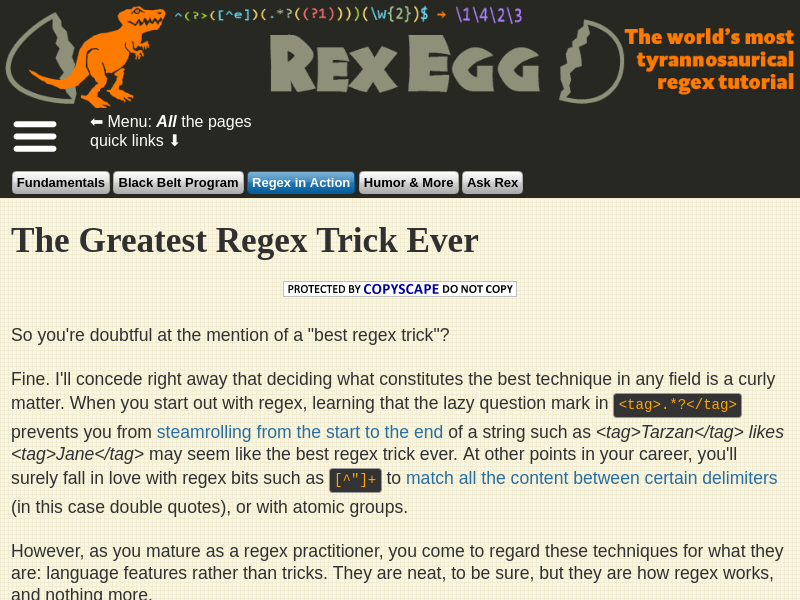 ^(?>([^e])(.*?((?1))))(\w{2})$ → \1\4\2\3
REX EGG
The world's most
tyrannosaurical
regex tutorial
⬅ Menu: All the pages
quick links ⬇
Fundamentals Black Belt Program Regex in Action Humor & More Ask Rex
The Greatest Regex Trick Ever
PROTECTED BY COPYSCAPE DO NOT COPY
So you're doubtful at the mention of a "best regex trick"?
Fine. I'll concede right away that deciding what constitutes the best technique in any field is a curly
matter. When you start out with regex, learning that the lazy question mark in <tag>.*?</tag>
prevents you from steamrolling from the start to the end of a string such as <tag>Tarzan</tag> likes
<tag>Jane</tag> may seem like the best regex trick ever. At other points in your career, you'll
surely fall in love with regex bits such as [^"]+ to match all the content between certain delimiters
(in this case double quotes), or with atomic groups.
However, as you mature as a regex practitioner, you come to regard these techniques for what they
are: language features rather than tricks. They are neat, to be sure, but they are how regex works,
and nothing more.